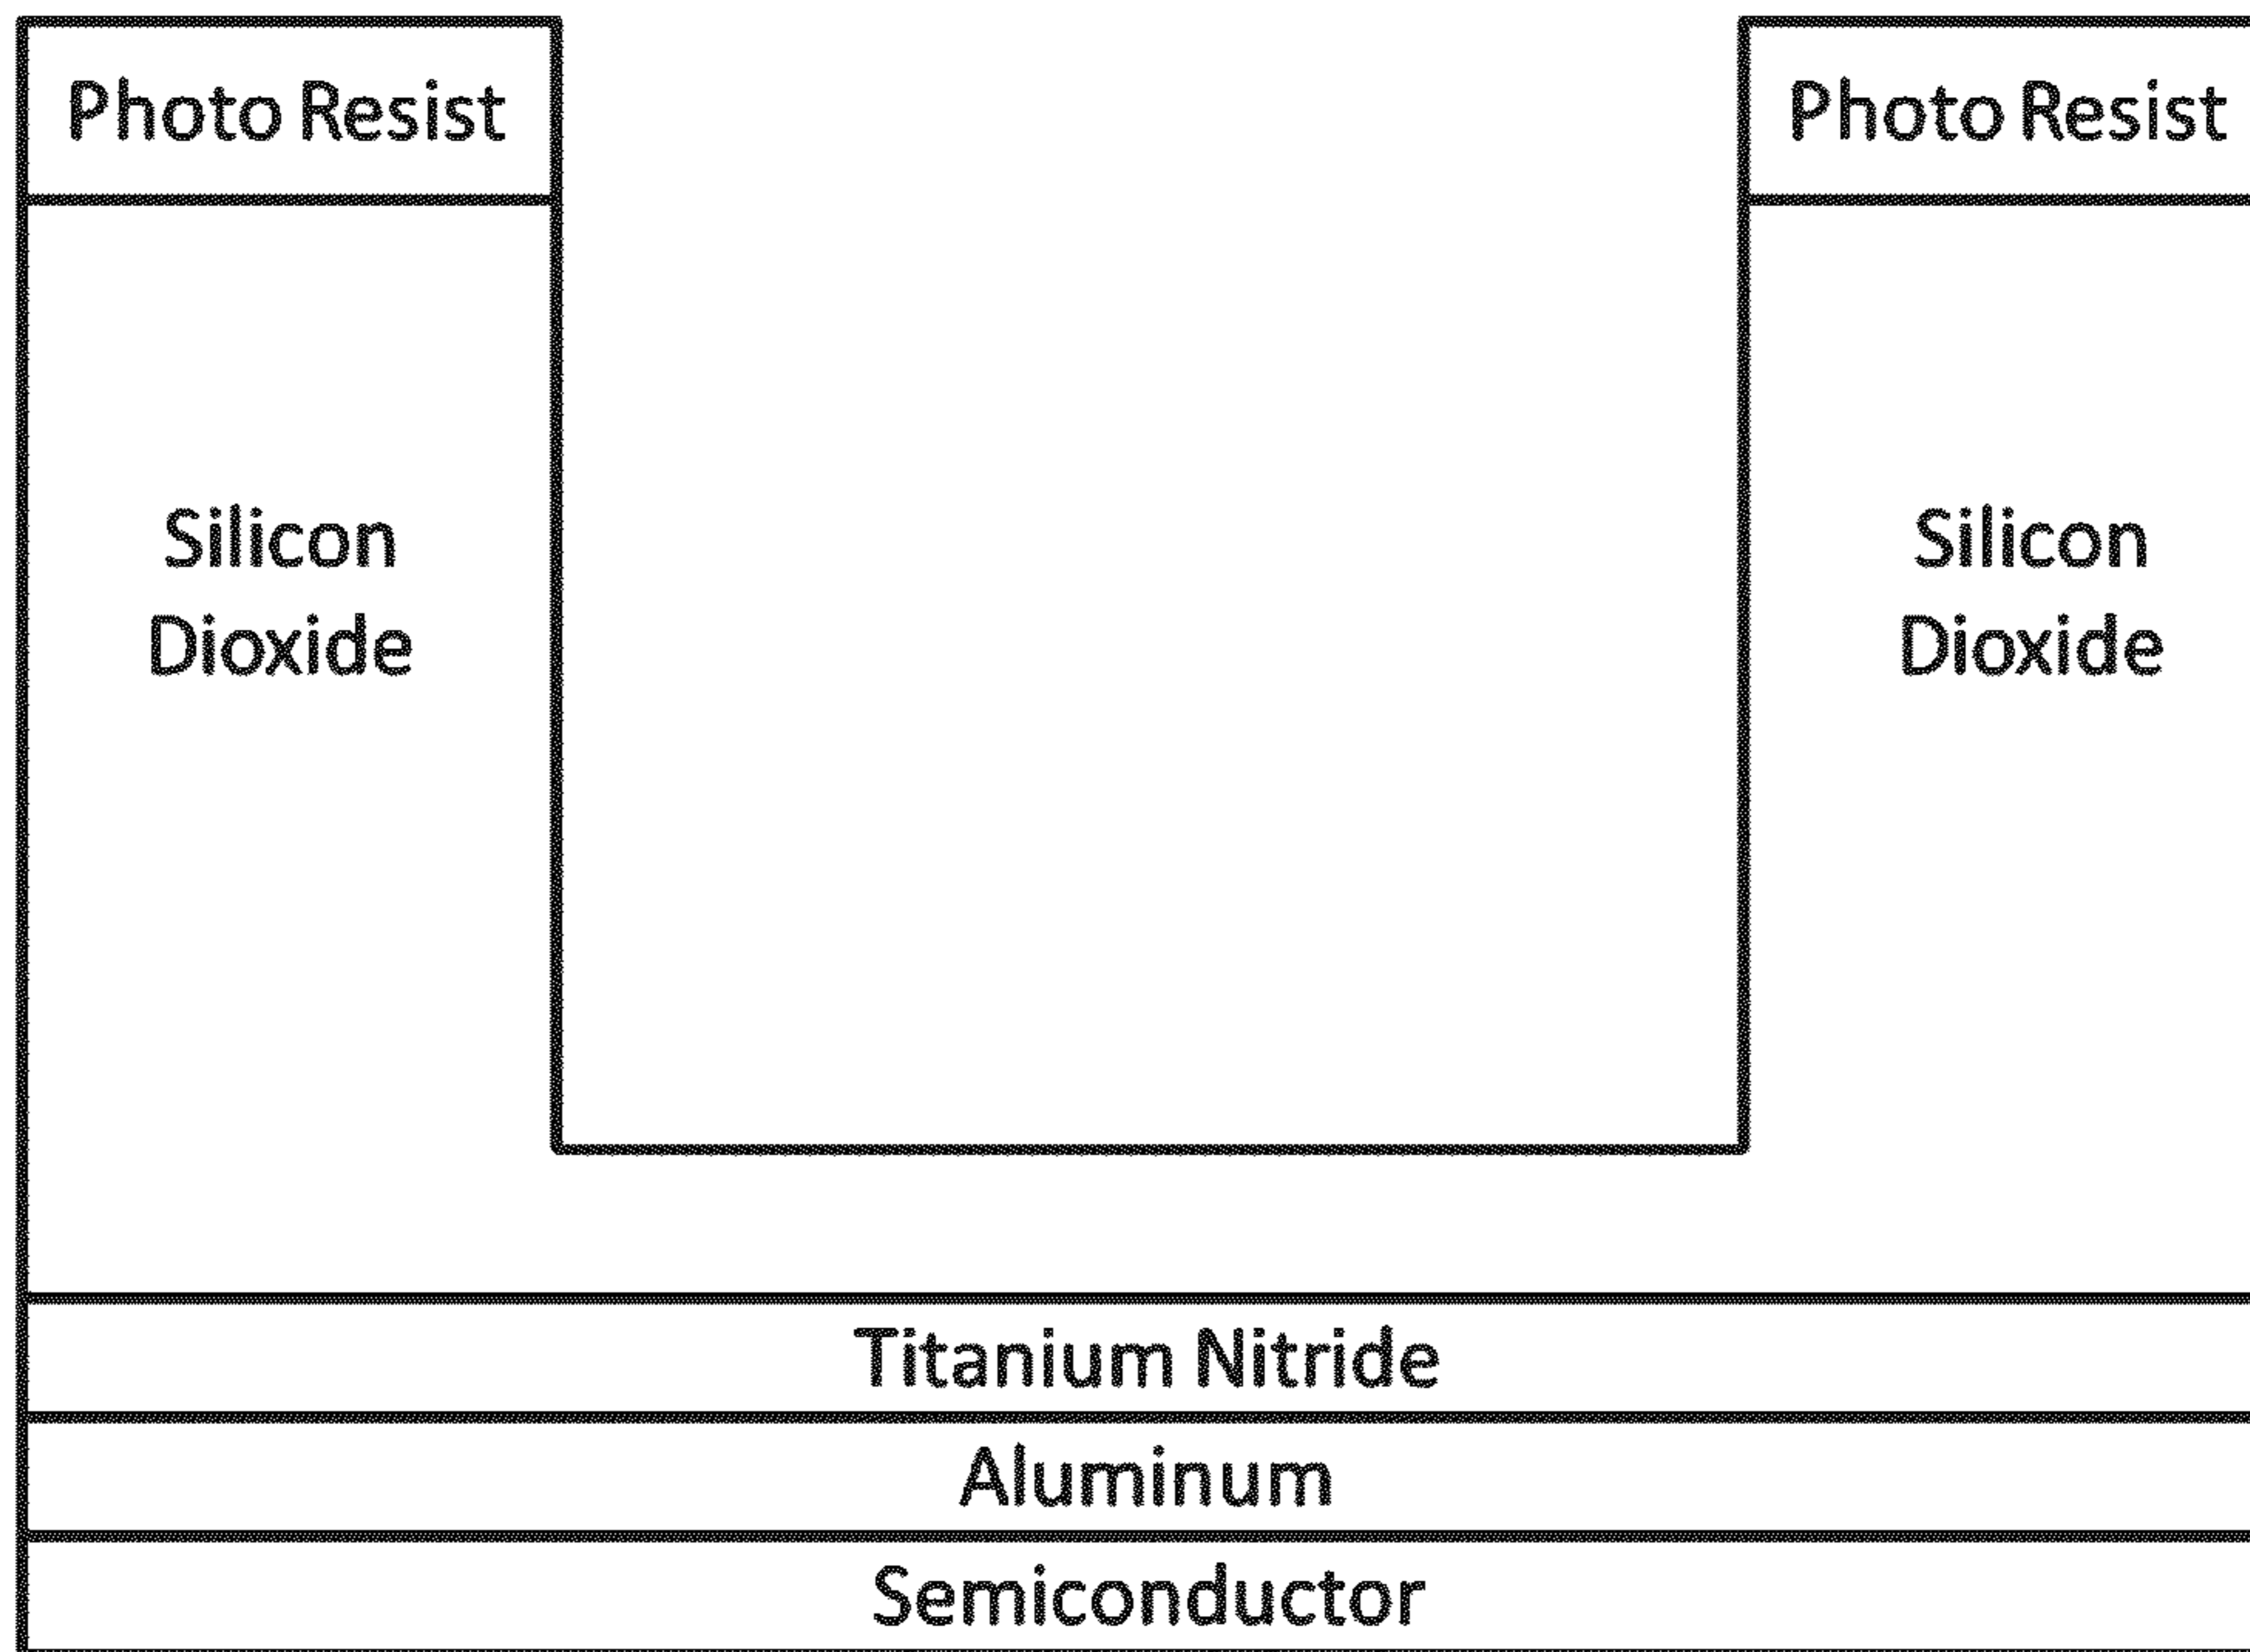 Photo Resist
Photo Resist
Silicon
Dioxide
Silicon
Dioxide
Titanium Nitride
Aluminum
Semiconductor